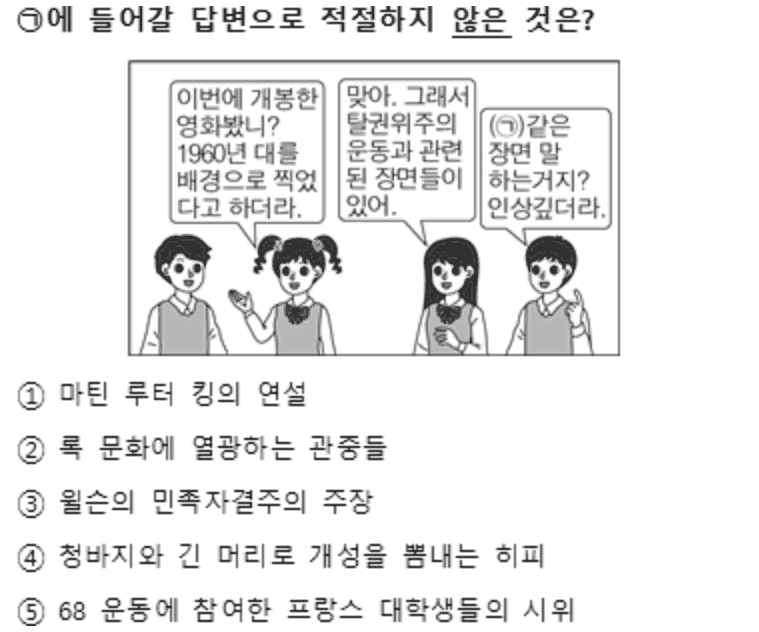 ㉠에 들어갈 답변으로 적절하지 않은 것은?
이번에 개봉한
영화봤니?
1960년 대를
배경으로 찍었
다고 하더라.
맞아. 그래서
탈권위주의
운동과 관련
된 장면들이
있어.
(㉠)같은
장면 말
하는거지?
인상깊더라.
① 마틴 루터 킹의 연설
② 록 문화에 열광하는 관중들
③ 윌슨의 민족자결주의 주장
④ 청바지와 긴 머리로 개성을 뽐내는 히피
⑤ 68 운동에 참여한 프랑스 대학생들의 시위